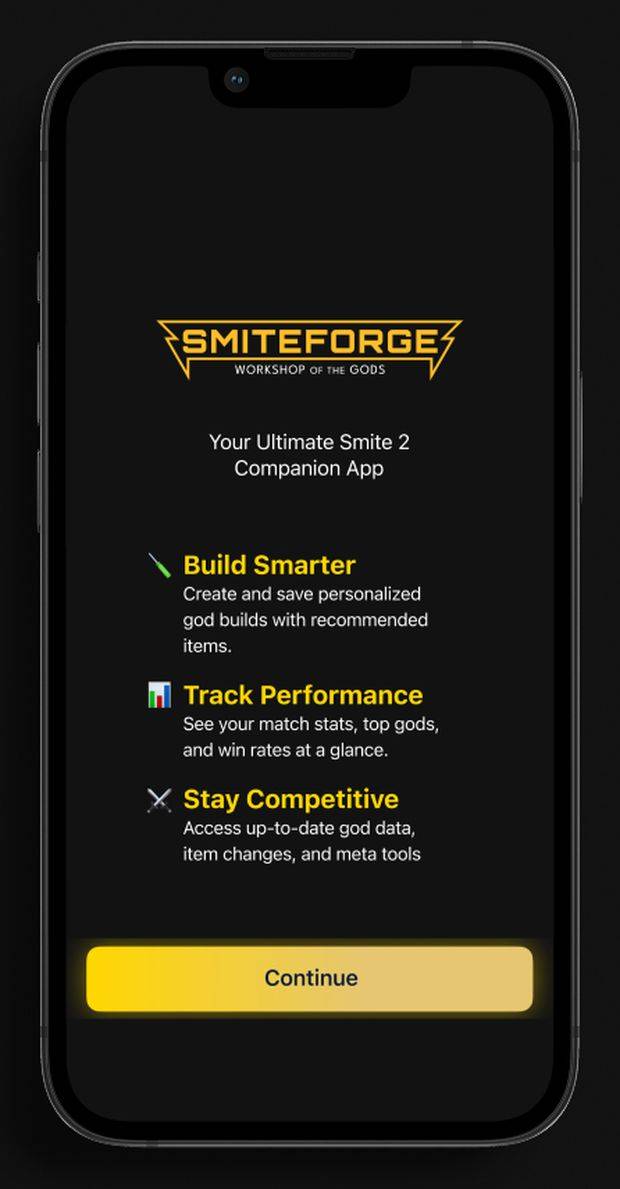 SMITEFORGE
WORKSHOP OF THE GODS
Your Ultimate Smite 2
Companion App
Build Smarter
Create and save personalized
god builds with recommended
items.
Track Performance
See your match stats, top gods,
and win rates at a glance.
Stay Competitive
Access up-to-date god data,
item changes, and meta tools
Continue